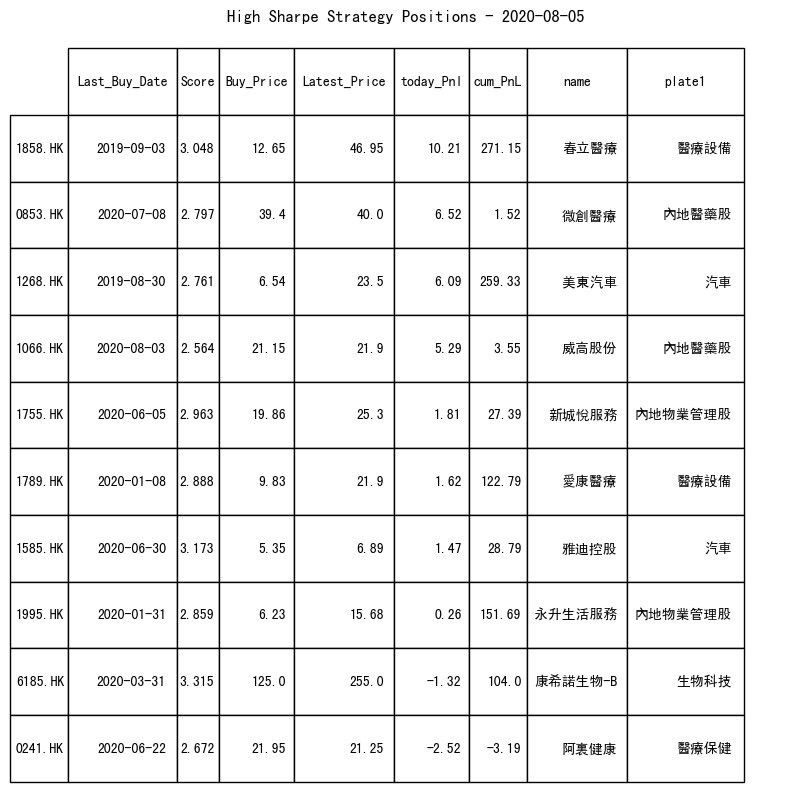 High Sharpe Strategy Positions - 2020-08-05
Last_Buy_Date Score Buy_Price Latest_Price today_Pnl cum_PnL name plate1
1858.HK 2019-09-03 3.048 12.65 46.95 10.21 271.15 春立醫療 醫療設備
0853.HK 2020-07-08 2.797 39.4 40.0 6.52 1.52 微創醫療 內地醫藥股
1268.HK 2019-08-30 2.761 6.54 23.5 6.09 259.33 美東汽車 汽車
1066.HK 2020-08-03 2.564 21.15 21.9 5.29 3.55 威高股份 內地醫藥股
1755.HK 2020-06-05 2.963 19.86 25.3 1.81 27.39 新城悅服務 內地物業管理股
1789.HK 2020-01-08 2.888 9.83 21.9 1.62 122.79 愛康醫療 醫療設備
1585.HK 2020-06-30 3.173 5.35 6.89 1.47 28.79 雅迪控股 汽車
1995.HK 2020-01-31 2.859 6.23 15.68 0.26 151.69 永升生活服務 內地物業管理股
6185.HK 2020-03-31 3.315 125.0 255.0 -1.32 104.0 康希諾生物-B 生物科技
0241.HK 2020-06-22 2.672 21.95 21.25 -2.52 -3.19 阿裏健康 醫療保健